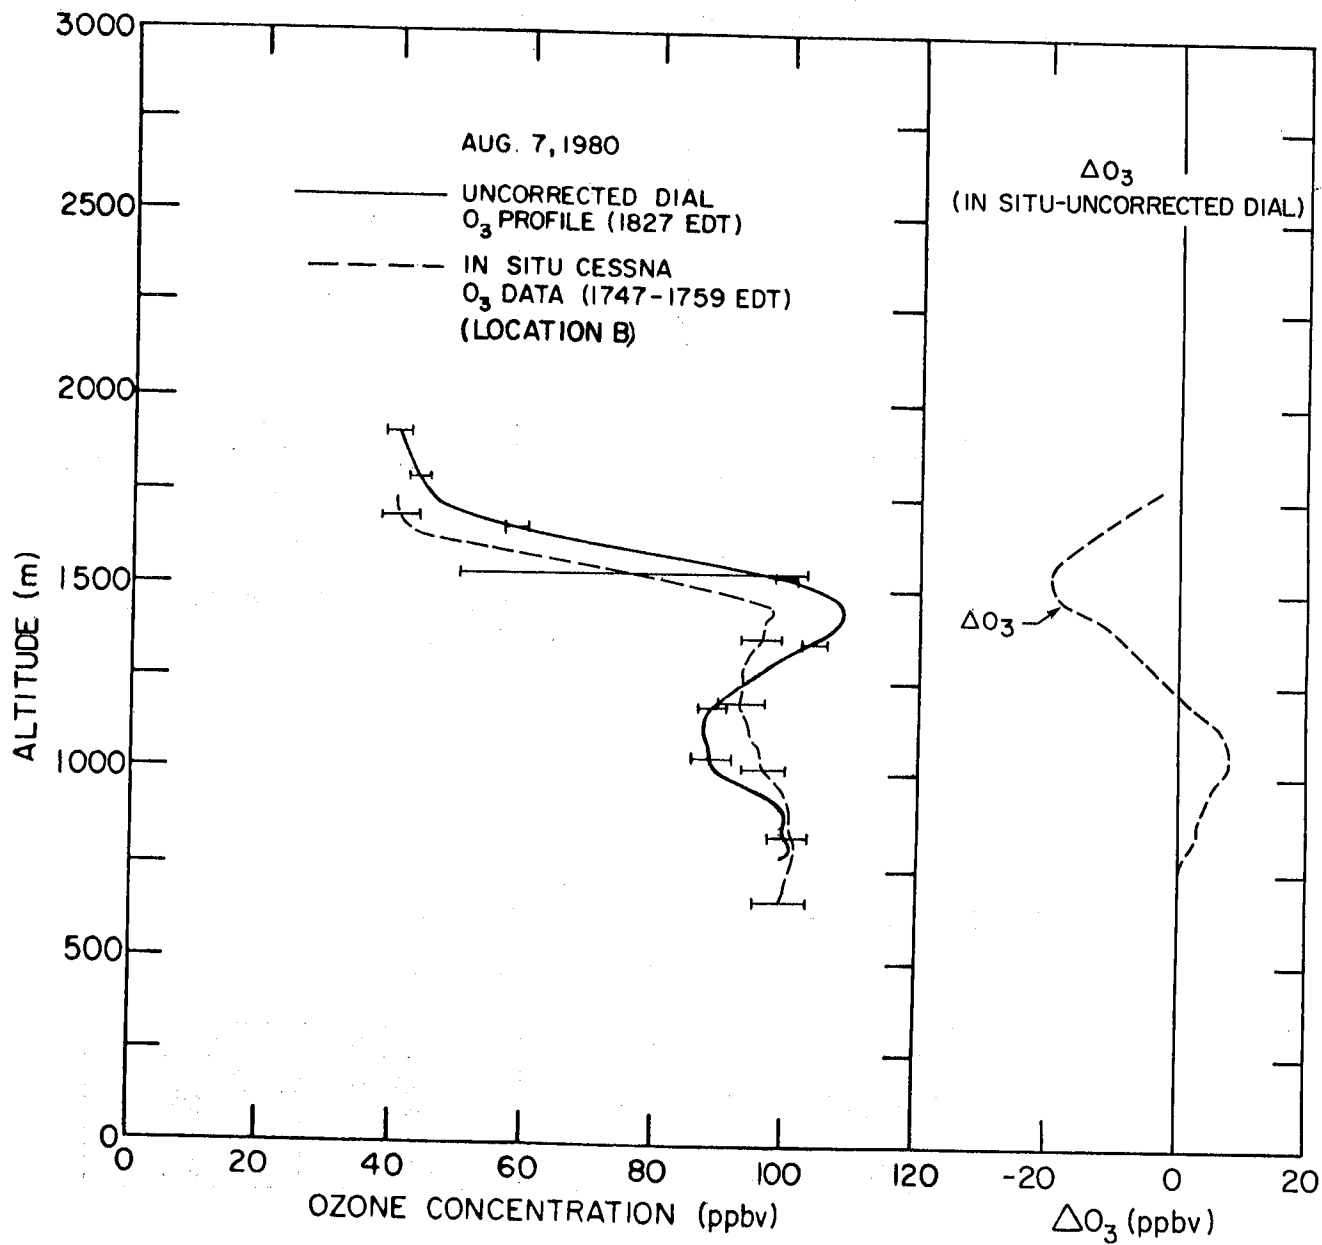 3000
2500
2000
1500
1000
500
0
ALTITUDE (m)
AUG. 7, 1980
UNCORRECTED DIAL
O3 PROFILE (1827 EDT)
IN SITU CESSNA
O3 DATA (1747-1759 EDT)
(LOCATION B)
0 20 40 60 80 100 120
OZONE CONCENTRATION (ppbv)
ΔO3
(IN SITU-UNCORRECTED DIAL)
ΔO3
-20 0 20
ΔO3 (ppbv)